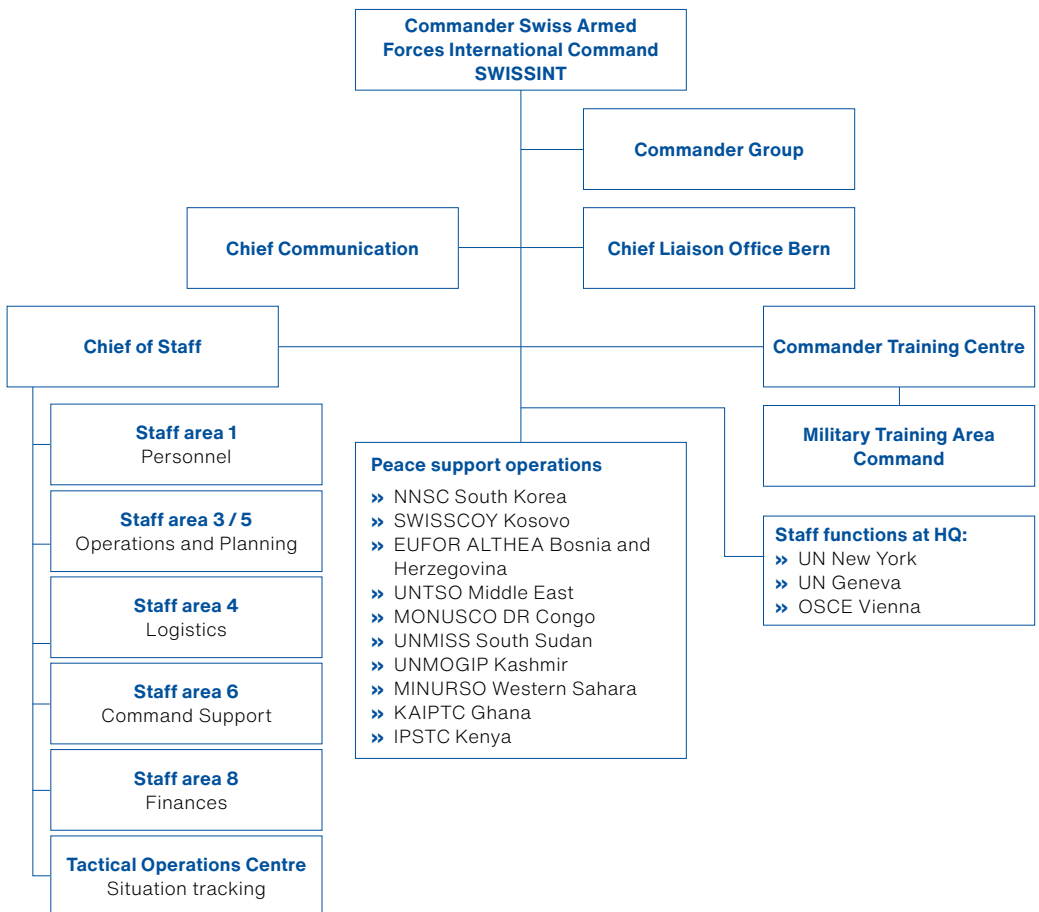 Commander Swiss Armed
Forces International Command
SWISSINT
Commander Group
Chief Communication
Chief Liaison Office Bern
Chief of Staff
Commander Training Centre
Military Training Area
Command
Staff area 1
Personnel
Staff area 3 / 5
Operations and Planning
Staff area 4
Logistics
Staff area 6
Command Support
Staff area 8
Finances
Tactical Operations Centre
Situation tracking
Peace support operations
» NNSC South Korea
» SWISSCOY Kosovo
» EUFOR ALTHEA Bosnia and
Herzegovina
» UNTSO Middle East
» MONUSCO DR Congo
» UNMISS South Sudan
» UNMOGIP Kashmir
» MINURSO Western Sahara
» KAIPTC Ghana
» IPSTC Kenya
Staff functions at HQ:
» UN New York
» UN Geneva
» OSCE Vienna